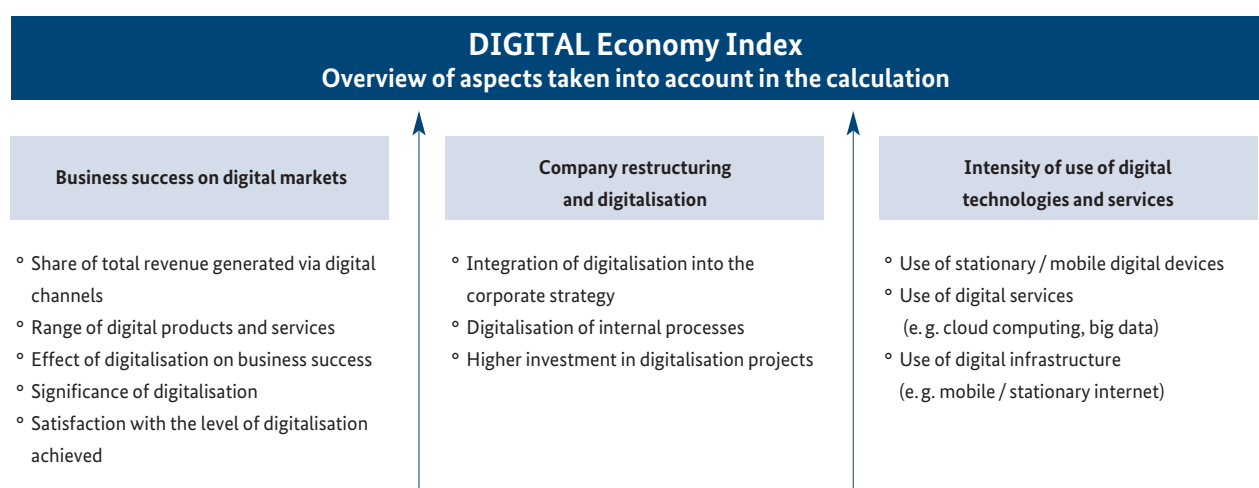 DIGITAL Economy Index
Overview of aspects taken into account in the calculation
Business success on digital markets
° Share of total revenue generated via digital
channels
° Range of digital products and services
° Effect of digitalisation on business success
° Significance of digitalisation
° Satisfaction with the level of digitalisation
achieved
Company restructuring
and digitalisation
° Integration of digitalisation into the
corporate strategy
° Digitalisation of internal processes
° Higher investment in digitalisation projects
Intensity of use of digital
technologies and services
° Use of stationary / mobile digital devices
° Use of digital services
(e. g. cloud computing, big data)
° Use of digital infrastructure
(e. g. mobile / stationary internet)